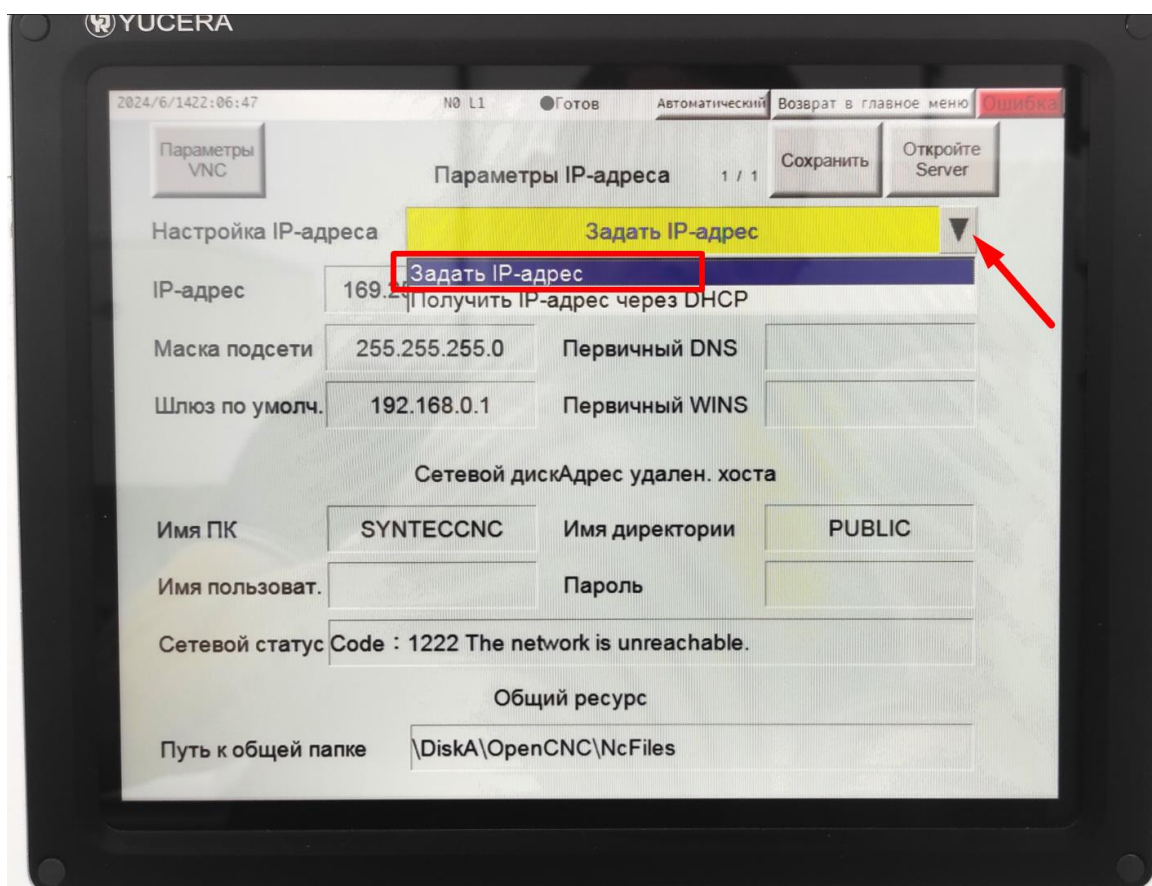 YUCERA
2024/6/1422:06:47 N0 L1 Готов Автоматический Возврат в главное меню Ошибка
Параметры VNC
Параметры IP-адреса 1 / 1
Сохранить
Откройте Server
Настройка IP-адреса Задать IP-адрес
Задать IP-адрес
IP-адрес
Получить IP-адрес через DHCP
Маска подсети 255.255.255.0 Первичный DNS
Шлюз по умолч. 192.168.0.1 Первичный WINS
Сетевой дискАдрес удален. хоста
Имя ПК SYNTECCNC Имя директории PUBLIC
Имя пользоват. Пароль
Сетевой статус Code : 1222 The network is unreachable.
Общий ресурс
Путь к общей папке \DiskA\OpenCNC\NcFiles